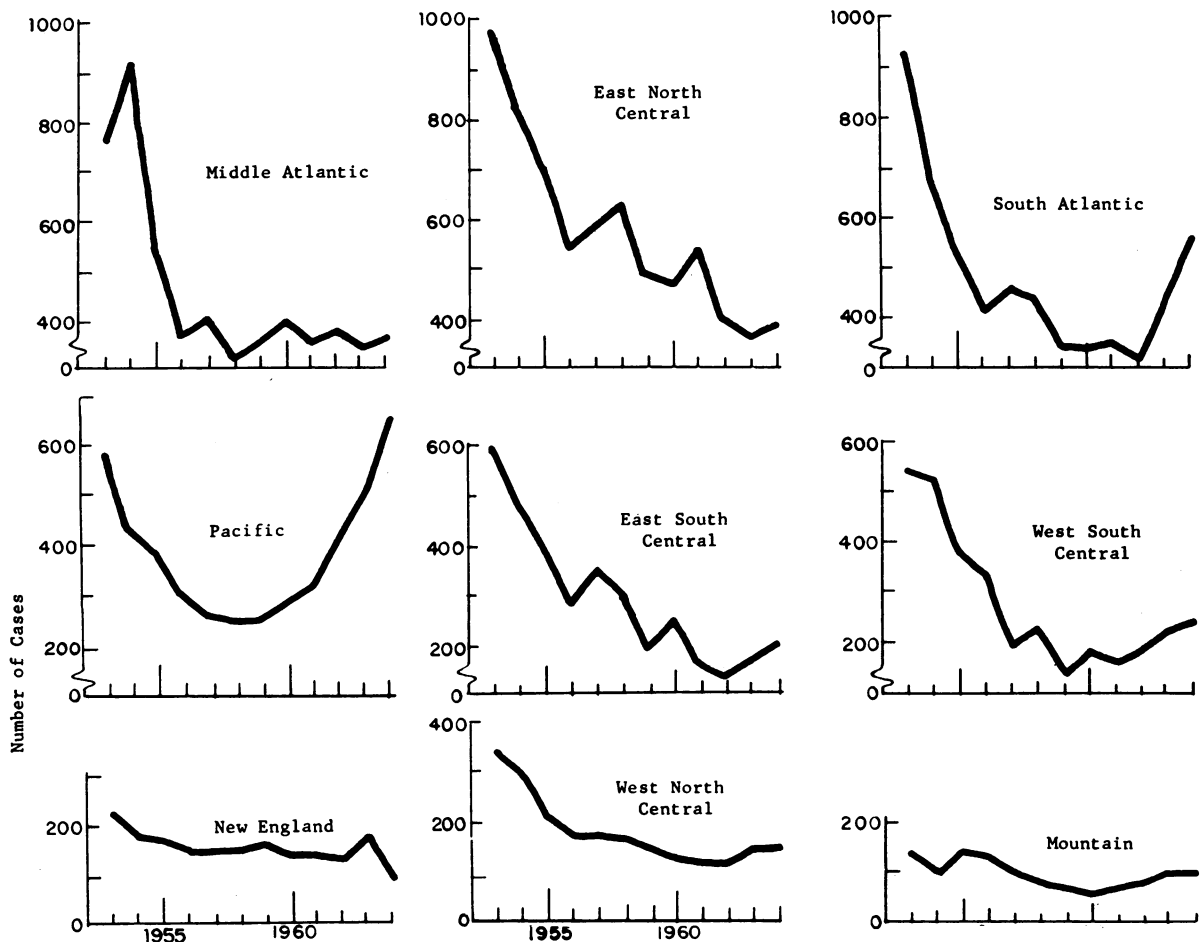 1000
800
600
400
0
Middle Atlantic
1000
800
600
400
0
East North
Central
1000
800
600
400
0
South Atlantic
Number of Cases
600
400
200
0
Pacific
600
400
200
0
East South
Central
600
400
200
0
West South
Central
200
0
New England
1955 1960
400
200
0
West North
Central
1955 1960
200
0
Mountain